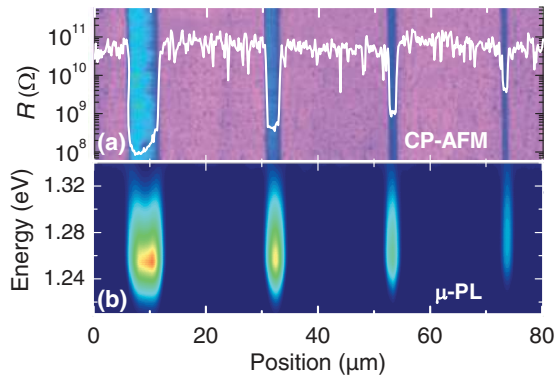 R (Ω)
10¹¹
10¹⁰
10⁹
10⁸
(a)
CP-AFM
Energy (eV)
1.32
1.28
1.24
(b)
μ-PL
0 20 40 60 80
Position (μm)